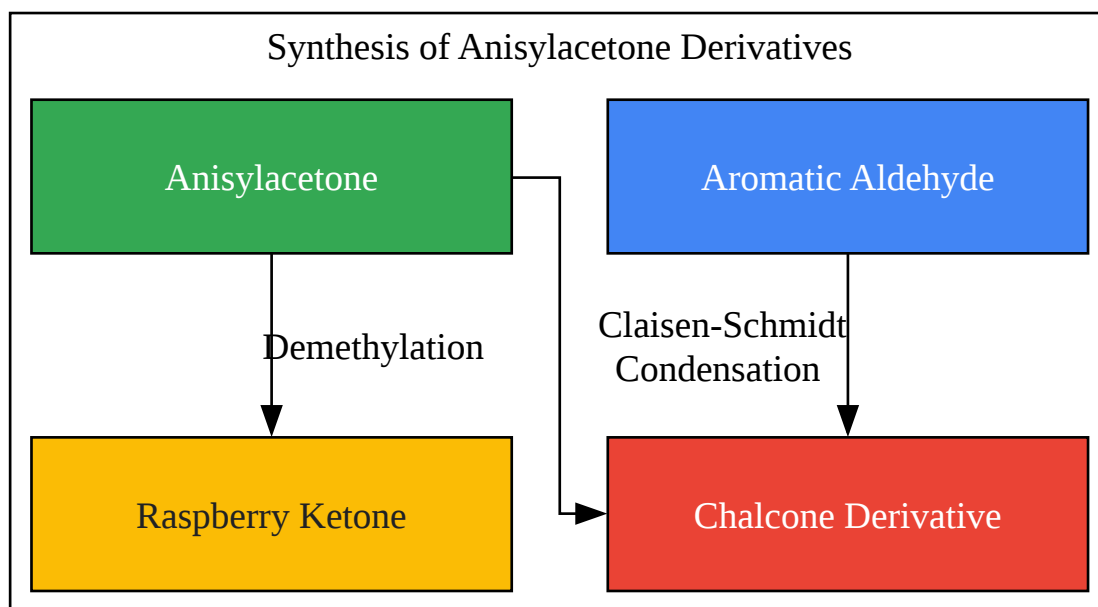 Synthesis of Anisylacetone Derivatives
Anisylacetone
Aromatic Aldehyde
Demethylation
Claisen-Schmidt
Condensation
Raspberry Ketone
Chalcone Derivative